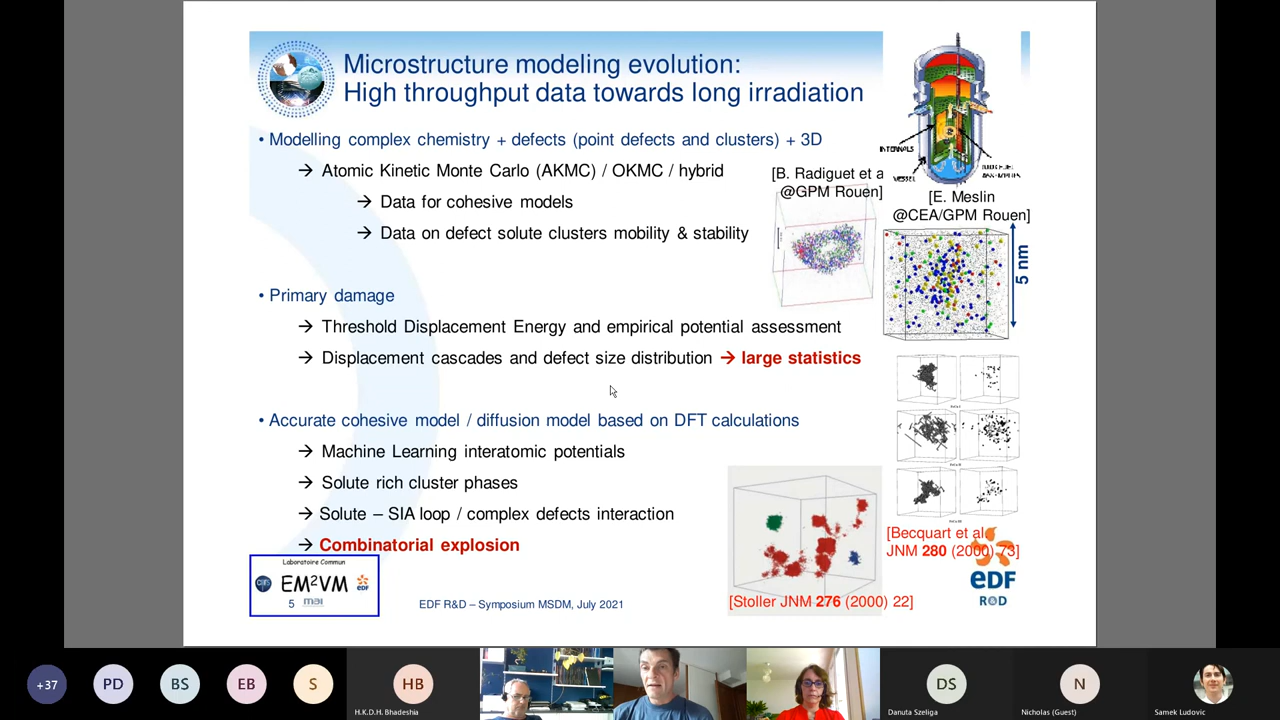 Microstructure modeling evolution:
High throughput data towards long irradiation
• Modelling complex chemistry + defects (point defects and clusters) + 3D
→ Atomic Kinetic Monte Carlo (AKMC) / OKMC / hybrid
→ Data for cohesive models
→ Data on defect solute clusters mobility & stability
INTERNALS
VESSEL
[B. Radiguet et a
@GPM Rouen]
[E. Meslin
@CEA/GPM Rouen]
5 nm
• Primary damage
→ Threshold Displacement Energy and empirical potential assessment
→ Displacement cascades and defect size distribution → large statistics
• Accurate cohesive model / diffusion model based on DFT calculations
→ Machine Learning interatomic potentials
→ Solute rich cluster phases
→ Solute – SIA loop / complex defects interaction
→ Combinatorial explosion
[Becquart et al.
JNM 280 (2000) 73]
[Stoller JNM 276 (2000) 22]
Laboratoire Commun
EM²VM
cnrs
edf
5
mai
EDF R&D – Symposium MSDM, July 2021
eDF
R&D
+37
PD
BS
EB
S
HB
H.K.D.H. Bhadeshia
DS
Danuta Szeliga
N
Nicholas (Guest)
Samek Ludovic